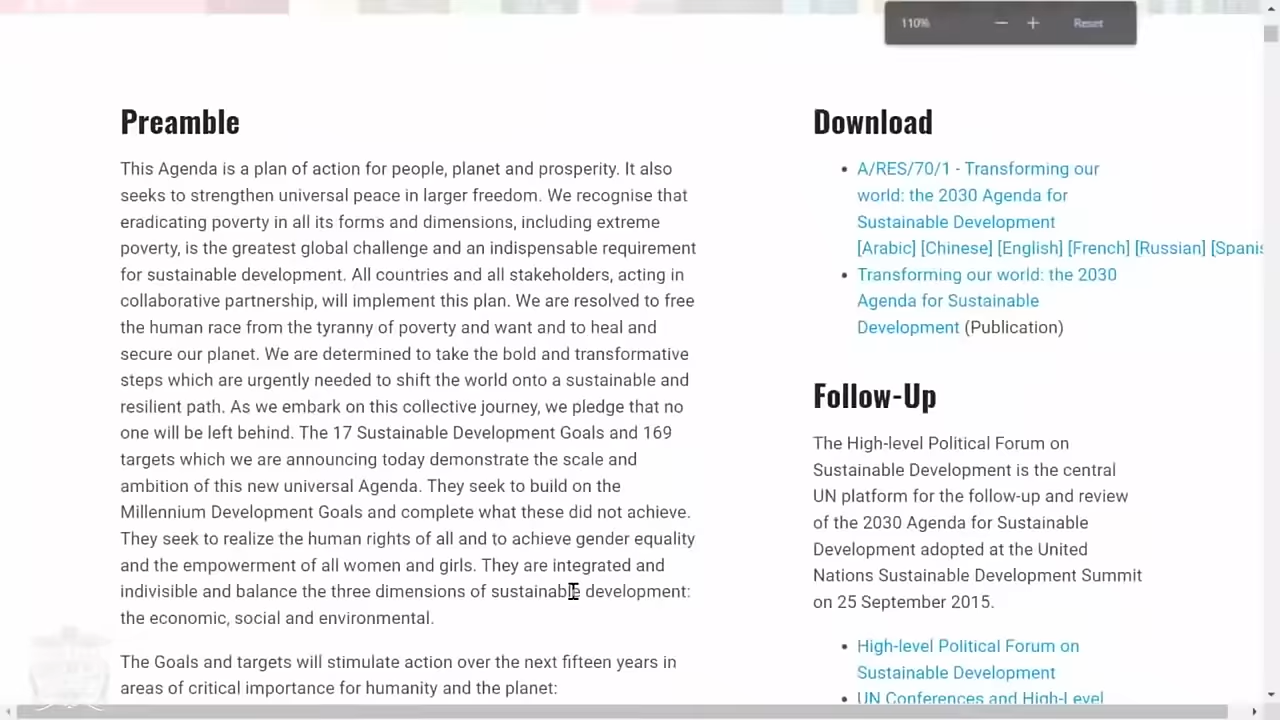 110%
Reset
Preamble
This Agenda is a plan of action for people, planet and prosperity. It also
seeks to strengthen universal peace in larger freedom. We recognise that
eradicating poverty in all its forms and dimensions, including extreme
poverty, is the greatest global challenge and an indispensable requirement
for sustainable development. All countries and all stakeholders, acting in
collaborative partnership, will implement this plan. We are resolved to free
the human race from the tyranny of poverty and want and to heal and
secure our planet. We are determined to take the bold and transformative
steps which are urgently needed to shift the world onto a sustainable and
resilient path. As we embark on this collective journey, we pledge that no
one will be left behind. The 17 Sustainable Development Goals and 169
targets which we are announcing today demonstrate the scale and
ambition of this new universal Agenda. They seek to build on the
Millennium Development Goals and complete what these did not achieve.
They seek to realize the human rights of all and to achieve gender equality
and the empowerment of all women and girls. They are integrated and
indivisible and balance the three dimensions of sustainable development:
the economic, social and environmental.
The Goals and targets will stimulate action over the next fifteen years in
areas of critical importance for humanity and the planet:
Download
A/RES/70/1 - Transforming our
world: the 2030 Agenda for
Sustainable Development
[Arabic] [Chinese] [English] [French] [Russian] [Spanis
Transforming our world: the 2030
Agenda for Sustainable
Development (Publication)
Follow-Up
The High-level Political Forum on
Sustainable Development is the central
UN platform for the follow-up and review
of the 2030 Agenda for Sustainable
Development adopted at the United
Nations Sustainable Development Summit
on 25 September 2015.
High-level Political Forum on
Sustainable Development
UN Conferences and High-Level